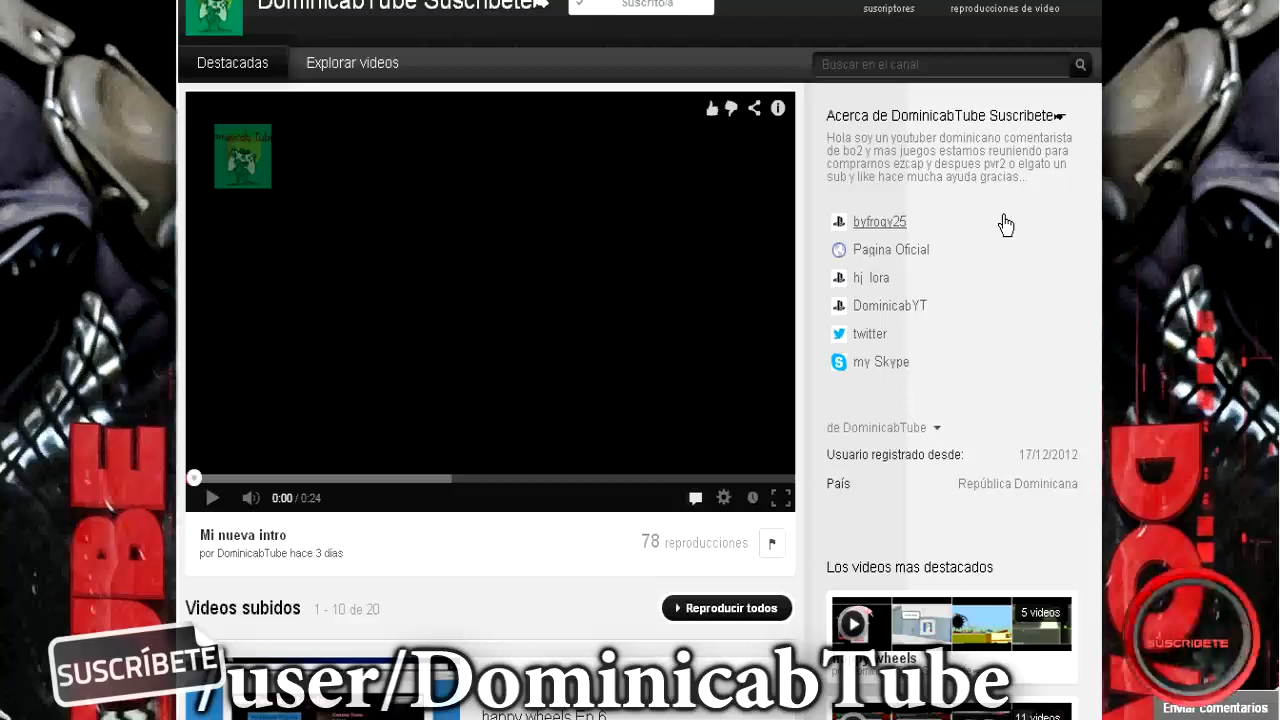 DominicabTube Suscribete
Suscrito/a
suscriptores
reproducciones de video
Destacadas
Explorar videos
Buscar en el canal
Acerca de DominicabTube Suscribete
Hola soy un youtuber dominicano comentarista
de bo2 y mas juegos estamos reuniendo para
comprarnos ezcap y despues pvr2 o elgato un
sub y like hace mucha ayuda gracias...
byfrogy25
Pagina Oficial
hj lora
DominicabYT
twitter
my Skype
de DominicabTube
Usuario registrado desde: 17/12/2012
País República Dominicana
0:00 / 0:24
Mi nueva intro
por DominicabTube hace 3 días
78 reproducciones
Videos subidos 1 - 10 de 20
Reproducir todos
Los videos mas destacados
5 videos
happy wheels
SUSCRÍBETE
/user/DominicabTube
happy wheels Ep 6
11 videos
SUSCRIBETE
Enviar comentarios